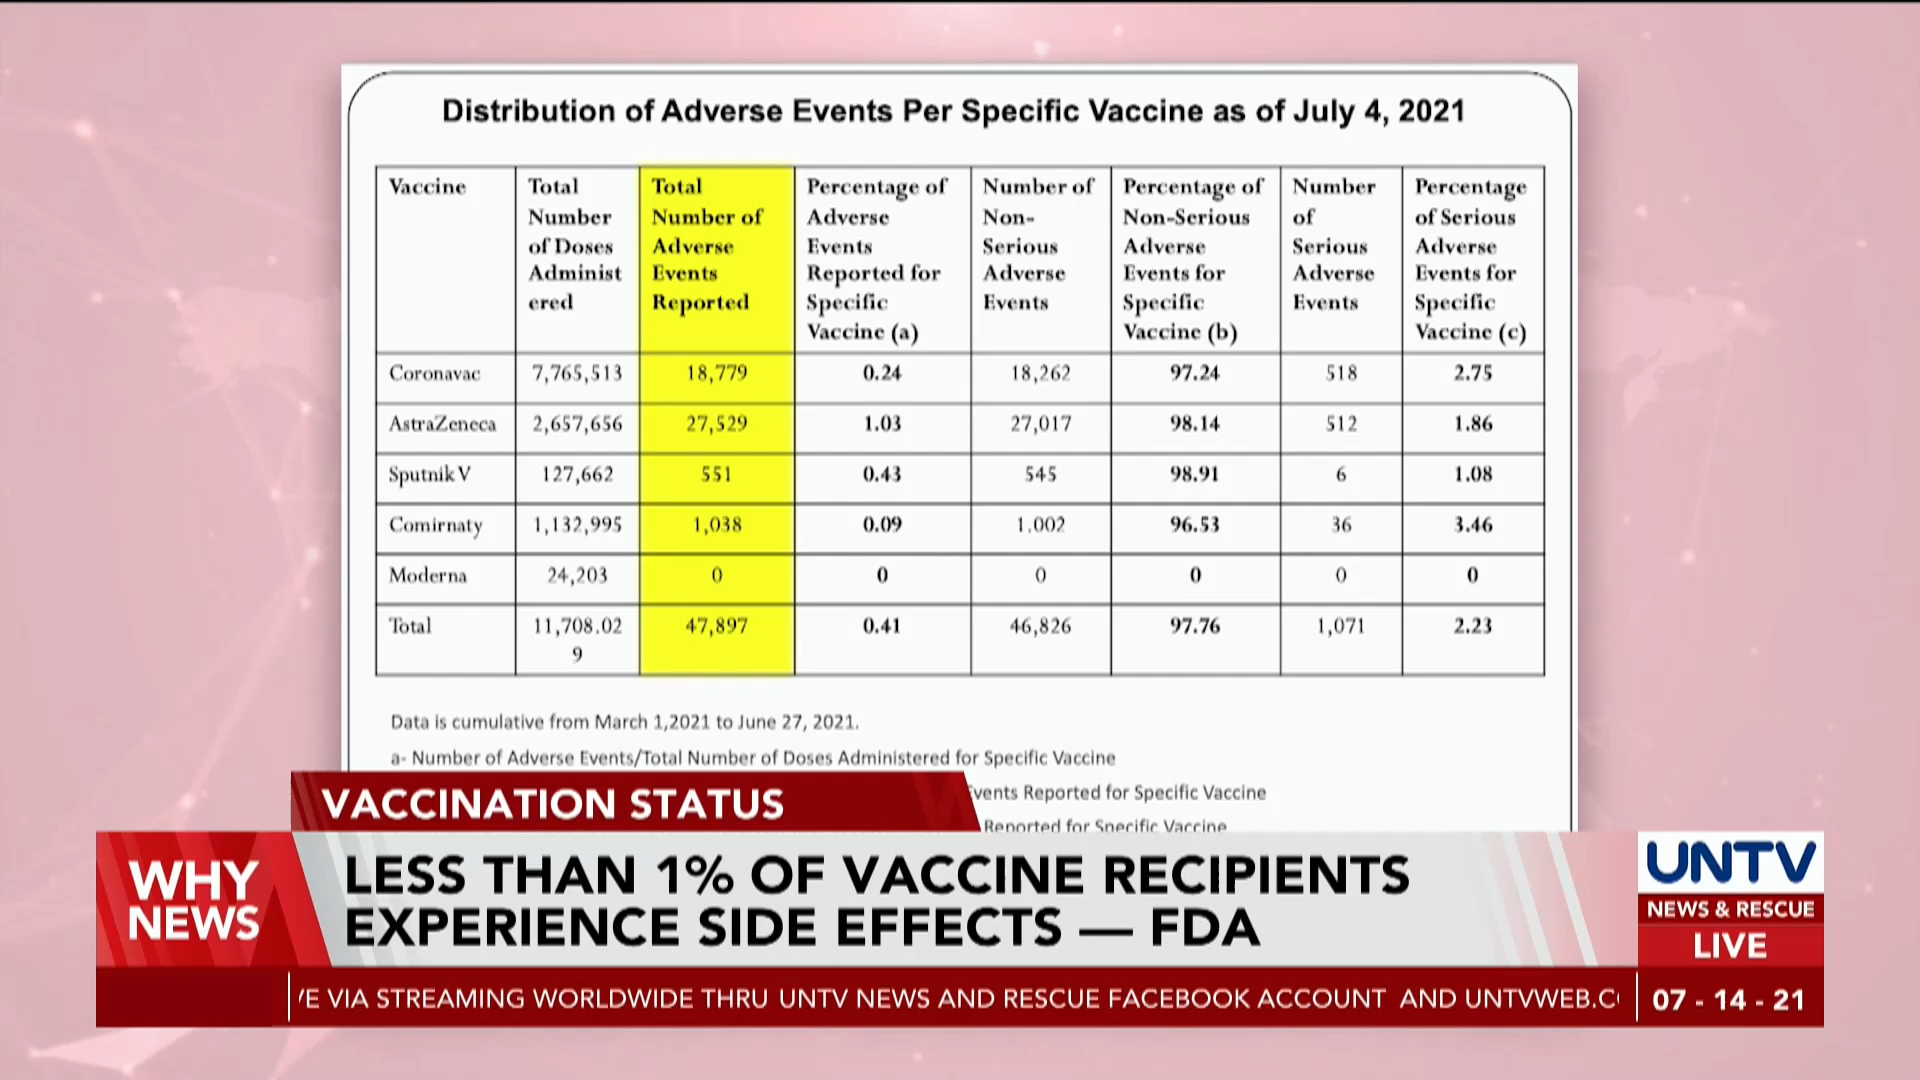 Distribution of Adverse Events Per Specific Vaccine as of July 4, 2021
Vaccine
Total
Number
of Doses
Administ
ered
Total
Number of
Adverse
Events
Reported
Percentage of
Adverse
Events
Reported for
Specific
Vaccine (a)
Number of
Non-
Serious
Adverse
Events
Percentage of
Non-Serious
Adverse
Events for
Specific
Vaccine (b)
Number
of
Serious
Adverse
Events
Percentage
of Serious
Adverse
Events for
Specific
Vaccine (c)
Coronavac 7,765,513 18,779 0.24 18,262 97.24 518 2.75
AstraZeneca 2,657,656 27,529 1.03 27,017 98.14 512 1.86
Sputnik V 127,662 551 0.43 545 98.91 6 1.08
Comirnaty 1,132,995 1,038 0.09 1.002 96.53 36 3.46
Moderna 24,203 0 0 0 0 0 0
Total 11,708.02 47,897 0.41 46,826 97.76 1,071 2.23
9
Data is cumulative from March 1,2021 to June 27, 2021.
a- Number of Adverse Events/Total Number of Doses Administered for Specific Vaccine
Events Reported for Specific Vaccine
Reported for Specific Vaccine
VACCINATION STATUS
WHY
NEWS
LESS THAN 1% OF VACCINE RECIPIENTS
EXPERIENCE SIDE EFFECTS — FDA
UNTV
NEWS & RESCUE
LIVE
VIA STREAMING WORLDWIDE THRU UNTV NEWS AND RESCUE FACEBOOK ACCOUNT AND UNTVWEB.C
07 - 14 - 21